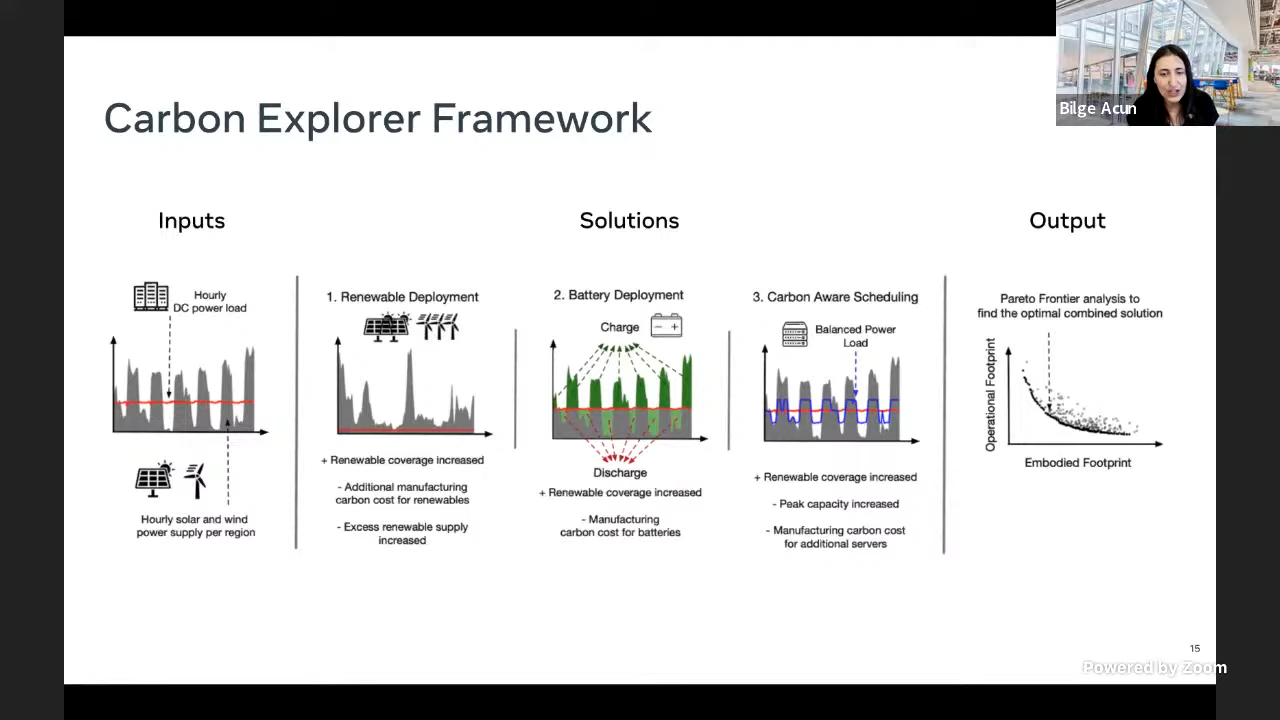 Bilge Acun
Carbon Explorer Framework
Inputs
Hourly
DC power load
Hourly solar and wind
power supply per region
Solutions
1. Renewable Deployment
+ Renewable coverage increased
- Additional manufacturing
carbon cost for renewables
- Excess renewable supply
increased
2. Battery Deployment
Charge
Discharge
+ Renewable coverage increased
- Manufacturing
carbon cost for batteries
3. Carbon Aware Scheduling
Balanced Power
Load
+ Renewable coverage increased
- Peak capacity increased
- Manufacturing carbon cost
for additional servers
Output
Pareto Frontier analysis to
find the optimal combined solution
Operational Footprint
Embodied Footprint
15
Powered by Zoom